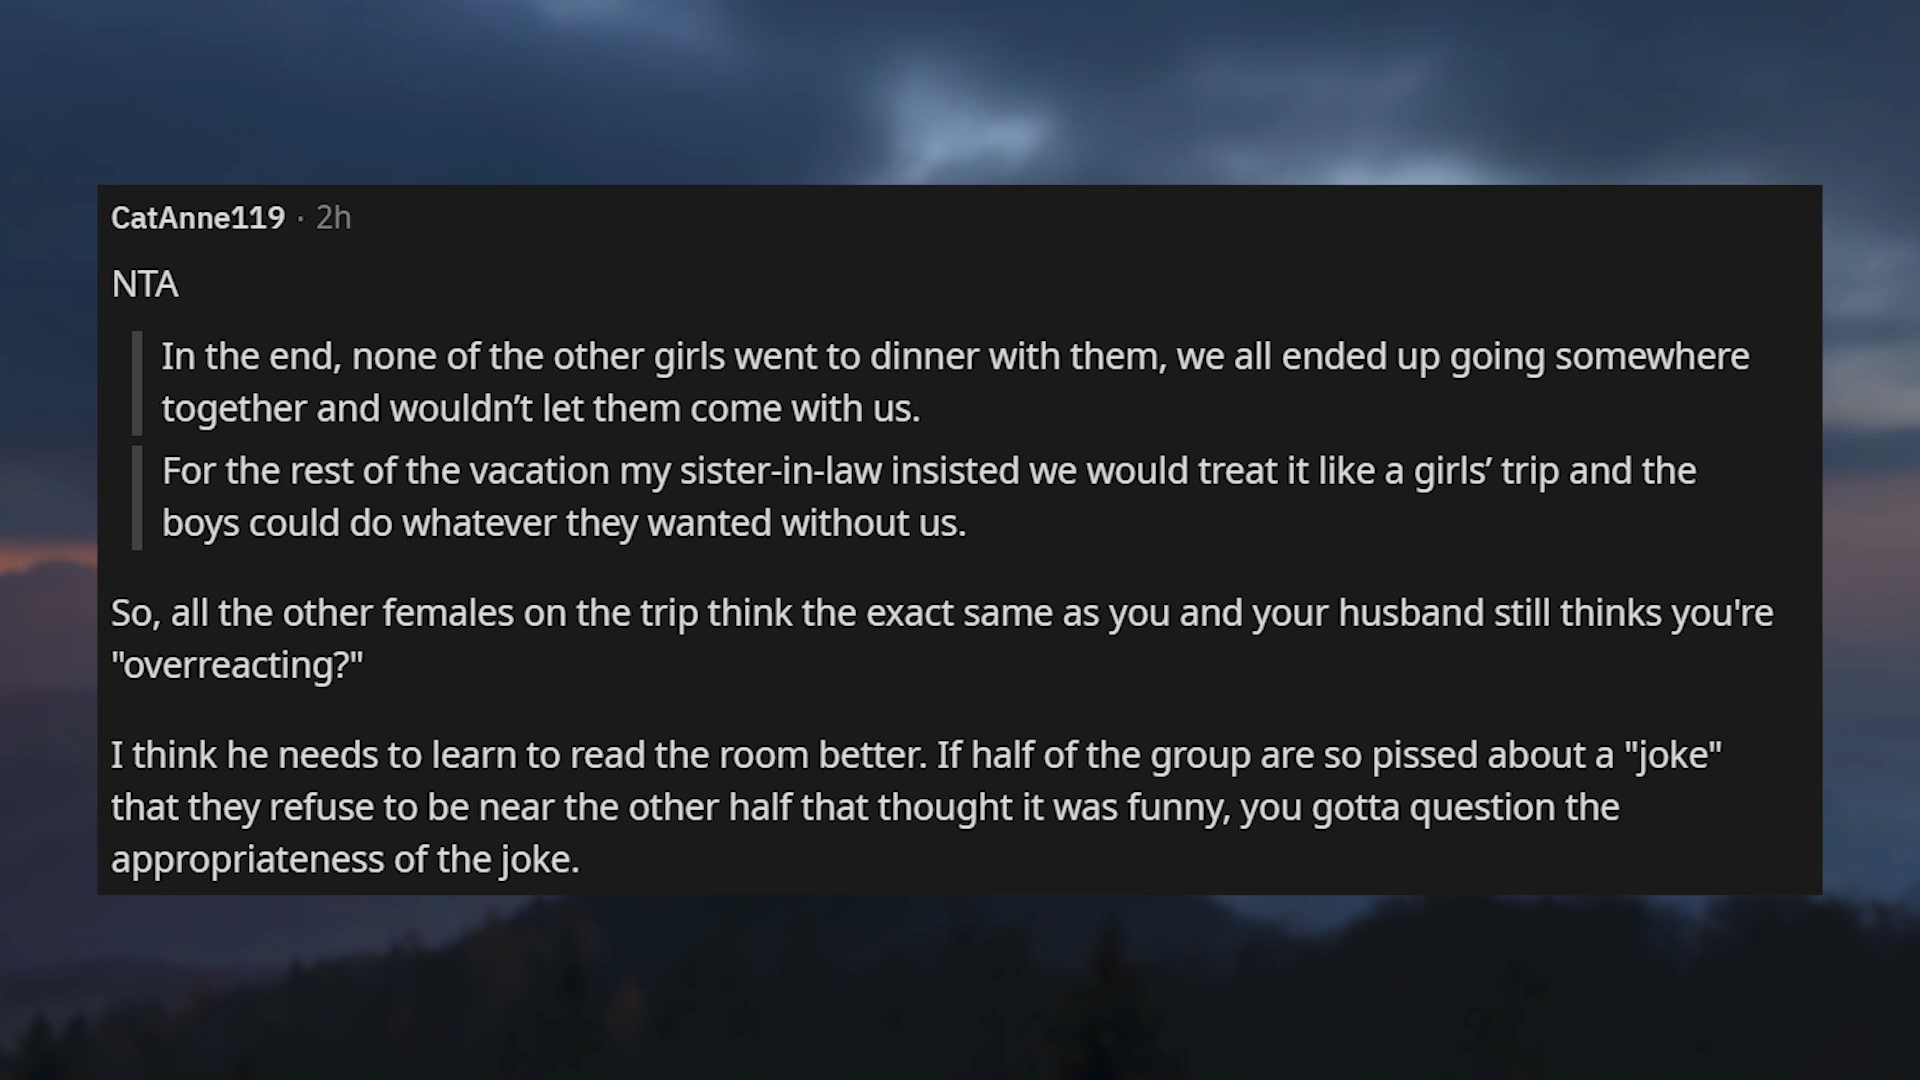 CatAnne119 · 2h
NTA
In the end, none of the other girls went to dinner with them, we all ended up going somewhere
together and wouldn’t let them come with us.
For the rest of the vacation my sister-in-law insisted we would treat it like a girls’ trip and the
boys could do whatever they wanted without us.
So, all the other females on the trip think the exact same as you and your husband still thinks you're
"overreacting?"
I think he needs to learn to read the room better. If half of the group are so pissed about a "joke"
that they refuse to be near the other half that thought it was funny, you gotta question the
appropriateness of the joke.